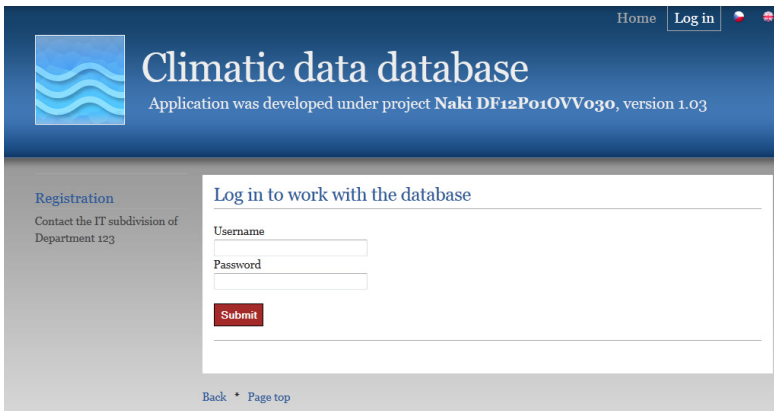 Home Log in
Climatic data database
Application was developed under project Naki DF12P01OVV030, version 1.03
Registration
Contact the IT subdivision of
Department 123
Log in to work with the database
Username
Password
Submit
Back * Page top